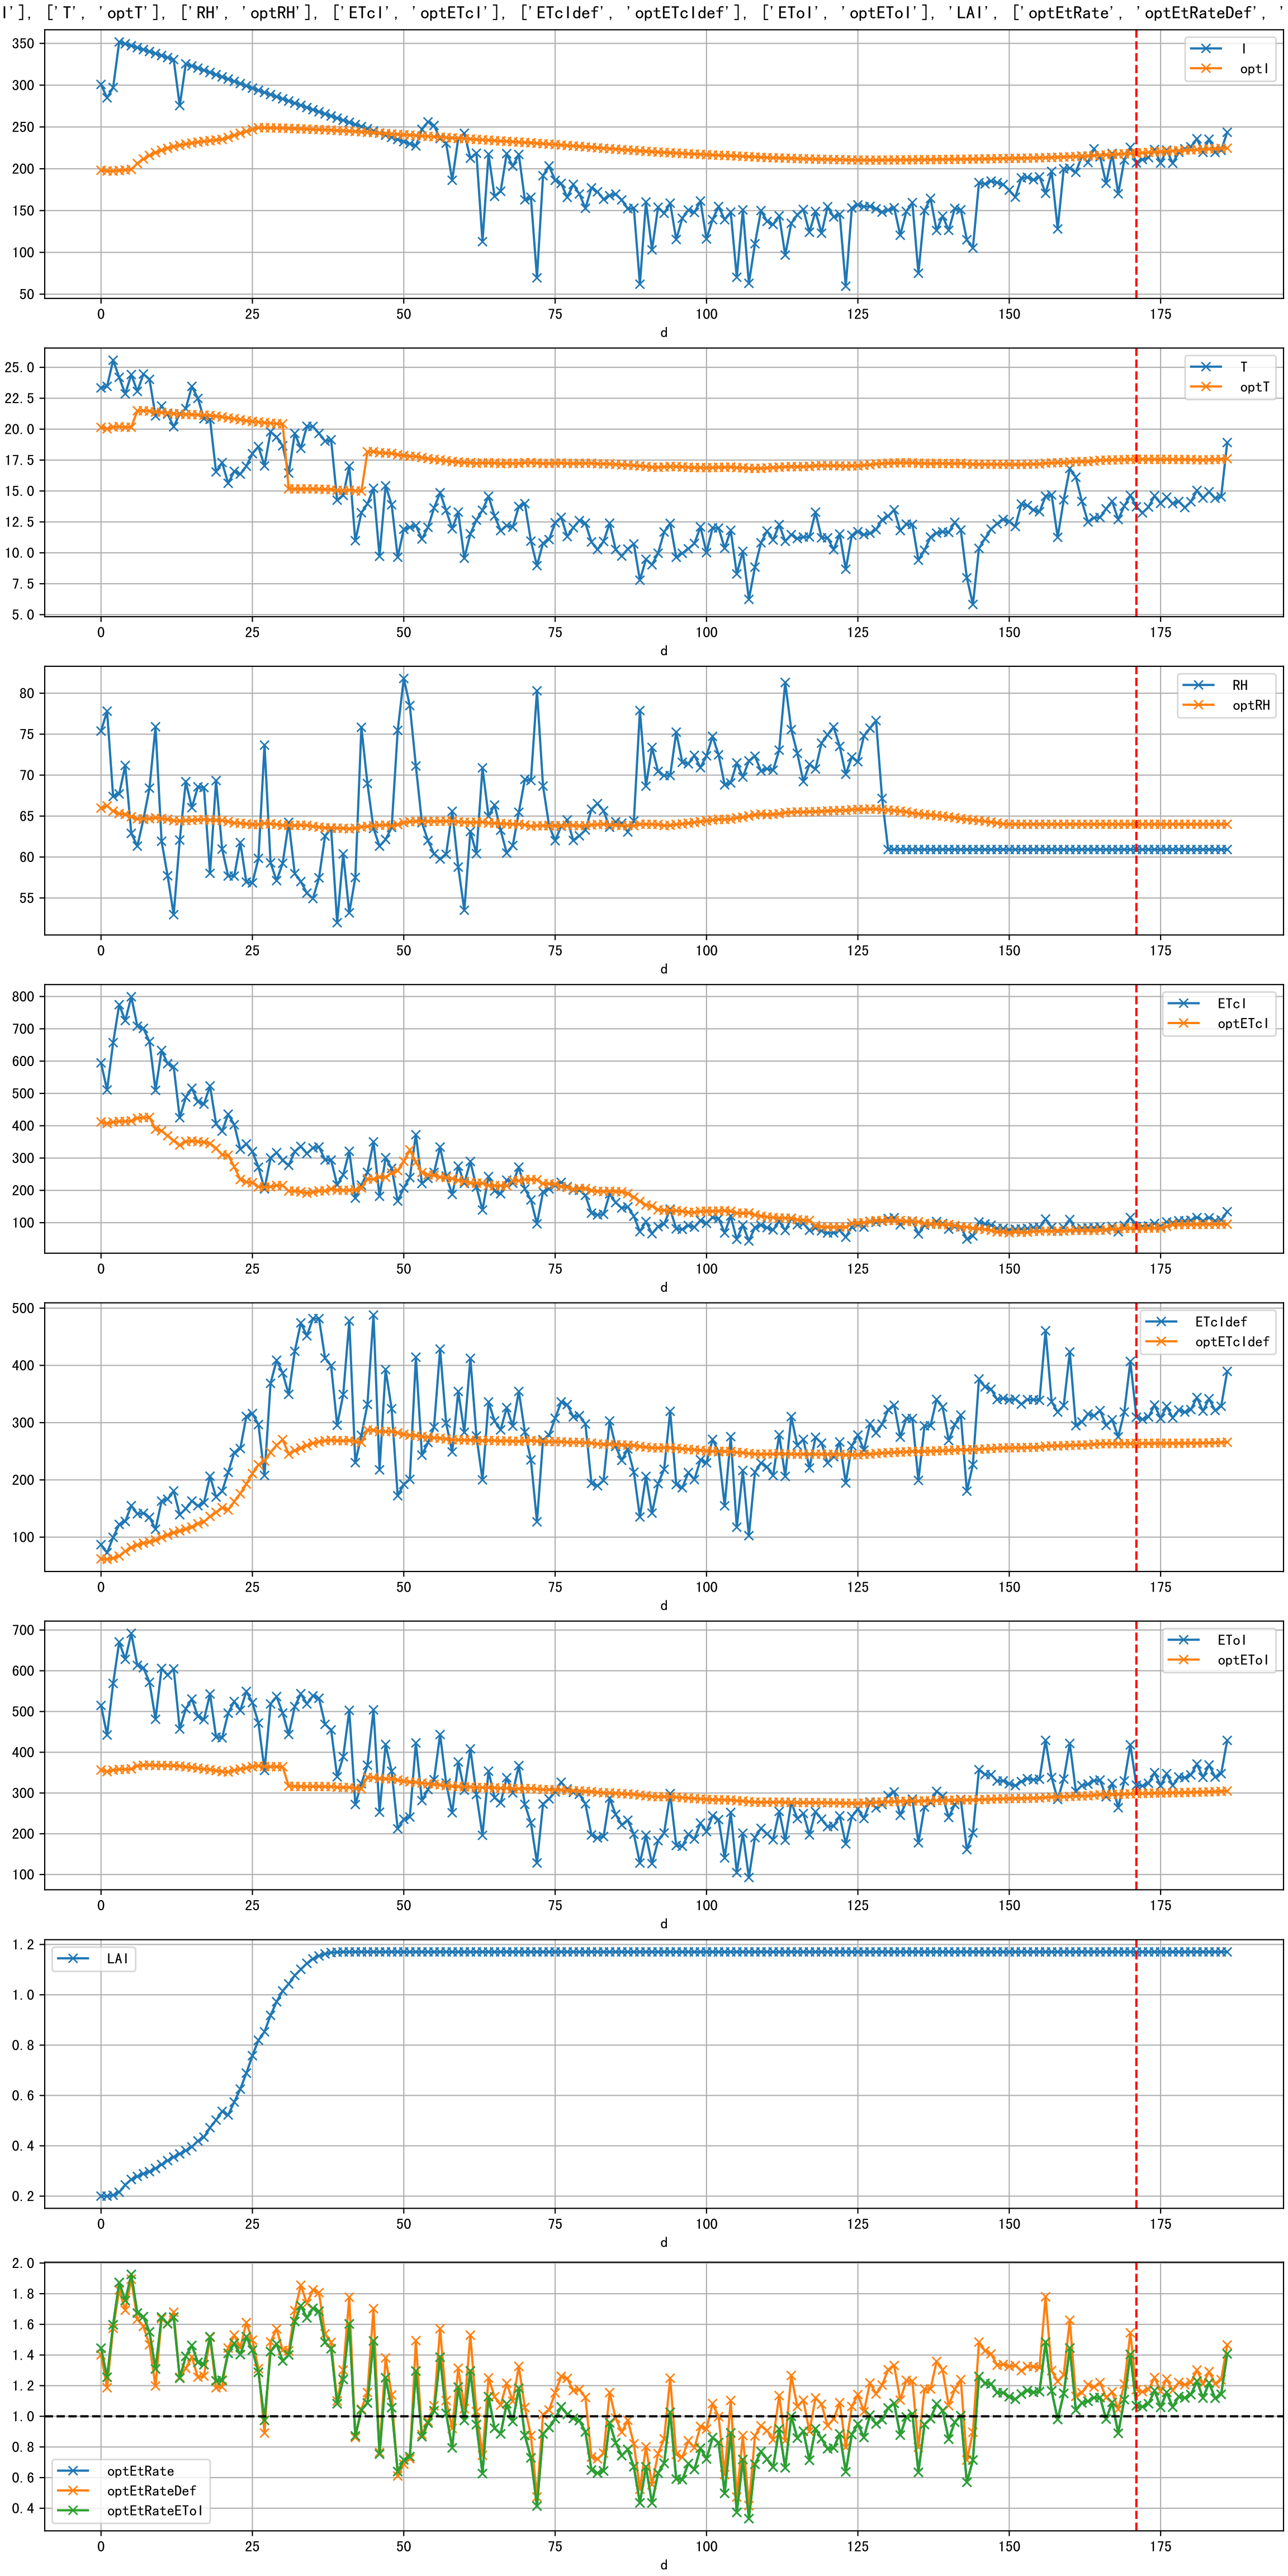 I'], ['T', 'optT'], ['RH', 'optRH'], ['ETcI', 'optETcI'], ['ETcIdef', 'optETcIdef'], ['EToI', 'optEToI'], 'LAI', ['optEtRate', 'optEtRateDef', '
350
300
250
200
150
100
50
I
optI
0 25 50 75 100 125 150 175
d
25.0
22.5
20.0
17.5
15.0
12.5
10.0
7.5
5.0
T
optT
0 25 50 75 100 125 150 175
d
80
75
70
65
60
55
RH
optRH
0 25 50 75 100 125 150 175
d
800
700
600
500
400
300
200
100
ETcI
optETcI
0 25 50 75 100 125 150 175
d
500
400
300
200
100
ETcIdef
optETcIdef
0 25 50 75 100 125 150 175
d
700
600
500
400
300
200
100
EToI
optEToI
0 25 50 75 100 125 150 175
d
1.2
1.0
0.8
0.6
0.4
0.2
LAI
0 25 50 75 100 125 150 175
d
2.0
1.8
1.6
1.4
1.2
1.0
0.8
0.6
0.4
optEtRate
optEtRateDef
optEtRateEToI
0 25 50 75 100 125 150 175
d